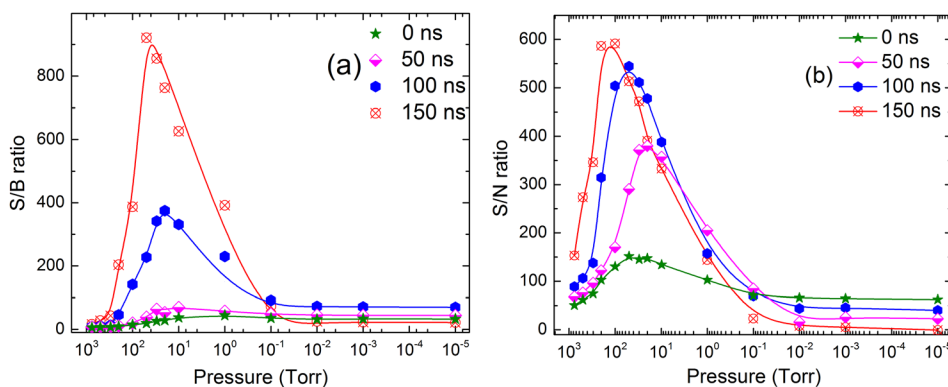 (a)
0 ns
50 ns
100 ns
150 ns
S/B ratio
800
600
400
200
0
10³ 10² 10¹ 10⁰ 10⁻¹ 10⁻² 10⁻³ 10⁻⁴ 10⁻⁵
Pressure (Torr)
(b)
0 ns
50 ns
100 ns
150 ns
S/N ratio
600
500
400
300
200
100
0
10³ 10² 10¹ 10⁰ 10⁻¹ 10⁻² 10⁻³ 10⁻⁴ 10⁻⁵
Pressure (Torr)